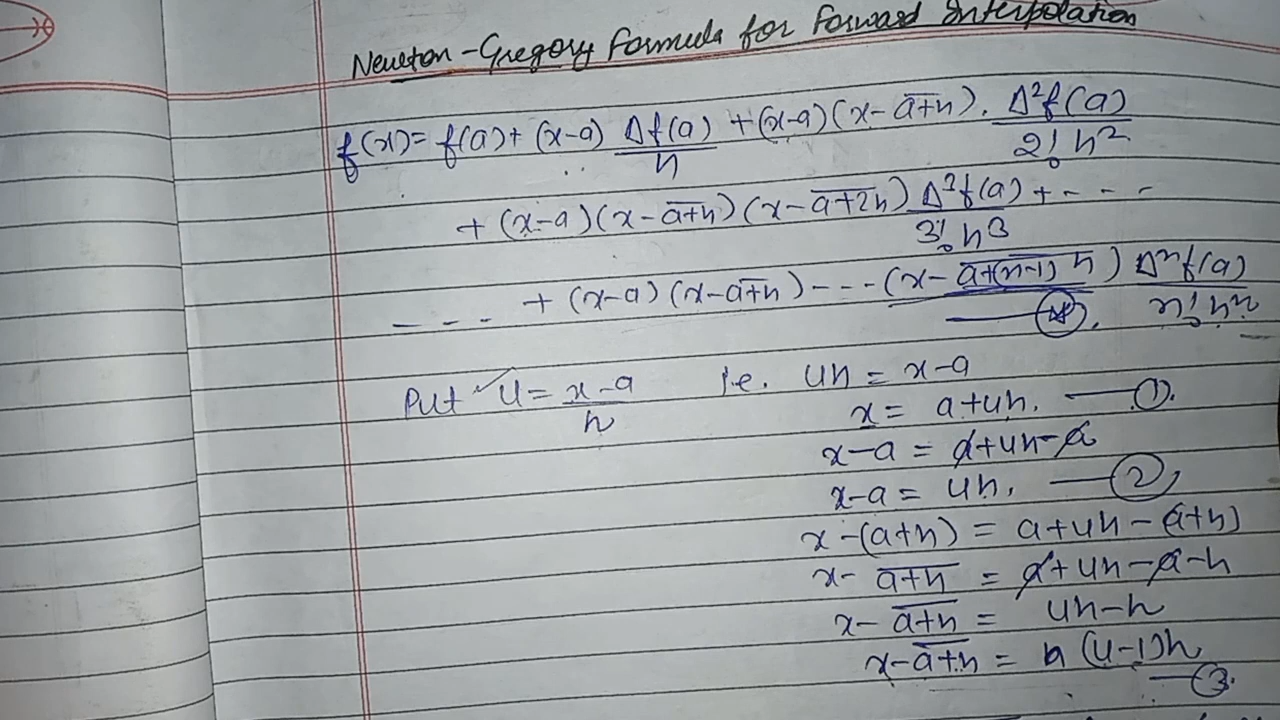 Newton-Gregory Formula for Forward Interpolation
f(x) = f(a) + (x-a) Δf(a)/h + (x-a)(x-a̅+̅h̅). Δ²f(a)/2! h²
+ (x-a)(x-a̅+̅h̅)(x-a̅+̅2̅h̅) Δ³f(a)/3! h³ + - - -
- - - - + (x-a)(x-a̅+̅h̅) - - - (x-a̅+̅(̅n̅-̅1̅)̅h̅) Δⁿf(a)/n! hⁿ
— (*).
Put ✓ u = x-a/h i.e. uh = x-a
x = a+uh. — (1).
x-a = a+uh-a
x-a = uh, — (2),
x-(a+h) = a+uh-(a+h)
x-a̅+̅h̅ = a+uh-a-h
x-a̅+̅h̅ = uh-h
x-a̅+̅h̅ = (u-1)h
— (3).